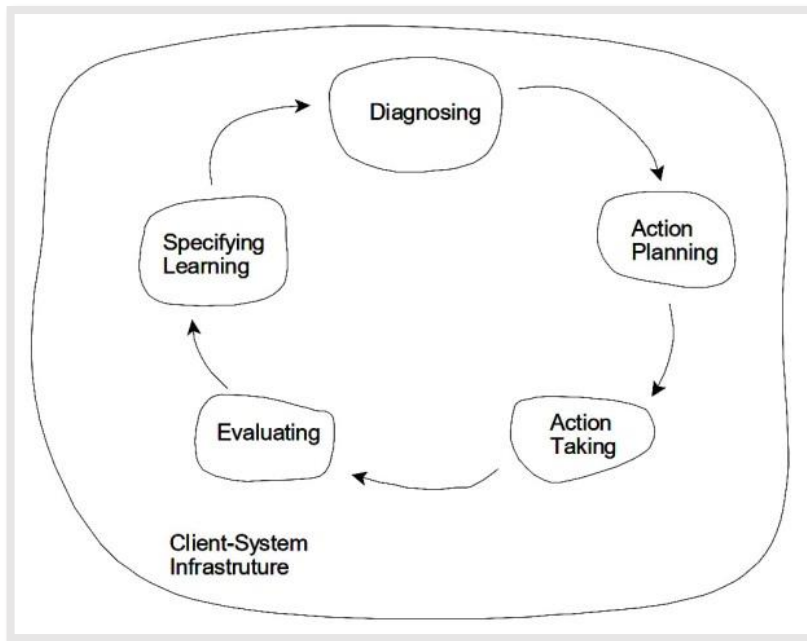 Diagnosing
Action
Planning
Specifying
Learning
Action
Taking
Evaluating
Client-System
Infrastruture